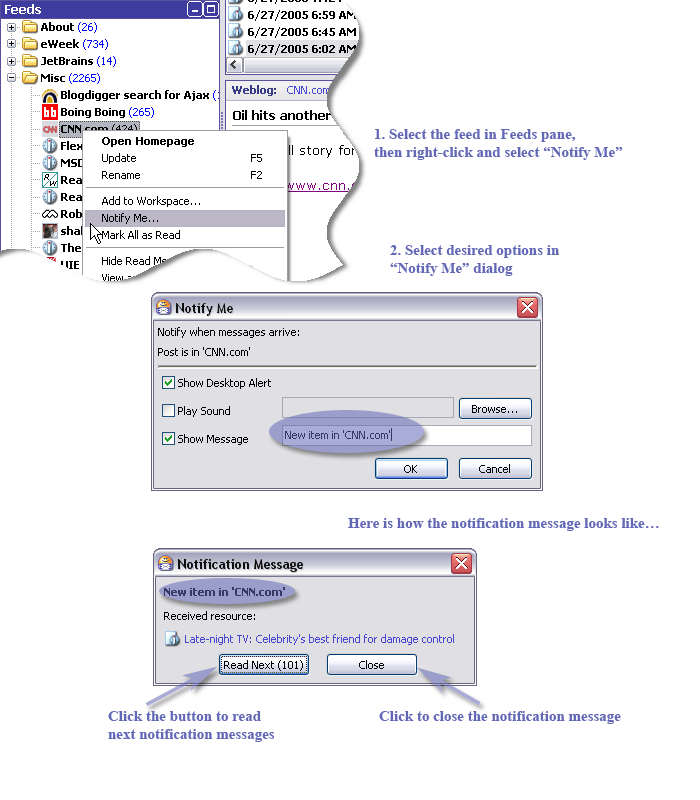 Feeds
About (26)
eWeek (734)
JetBrains (14)
Misc (2265)
Blogdigger search for Ajax
Boing Boing (265)
CNN.com (424)
Flex
MSD
Rea
Rea
Rob
shal
The
UIE
Open Homepage
Update F5
Rename F2
Add to Workspace...
Notify Me...
Mark All as Read
Hide Read Me
View a
6/27/2005 6:59 AM
6/27/2005 6:45 AM
6/27/2005 6:02 AM
Weblog: CNN.com
Oil hits another
ll story for
www.cnn.c
1. Select the feed in Feeds pane,
then right-click and select “Notify Me”
2. Select desired options in
“Notify Me” dialog
Notify Me
Notify when messages arrive:
Post is in 'CNN.com'
Show Desktop Alert
Play Sound Browse...
Show Message New item in 'CNN.com'
OK Cancel
Here is how the notification message looks like…
Notification Message
New item in 'CNN.com'
Received resource:
Late-night TV: Celebrity's best friend for damage control
Read Next (101) Close
Click the button to read
next notification messages
Click to close the notification message